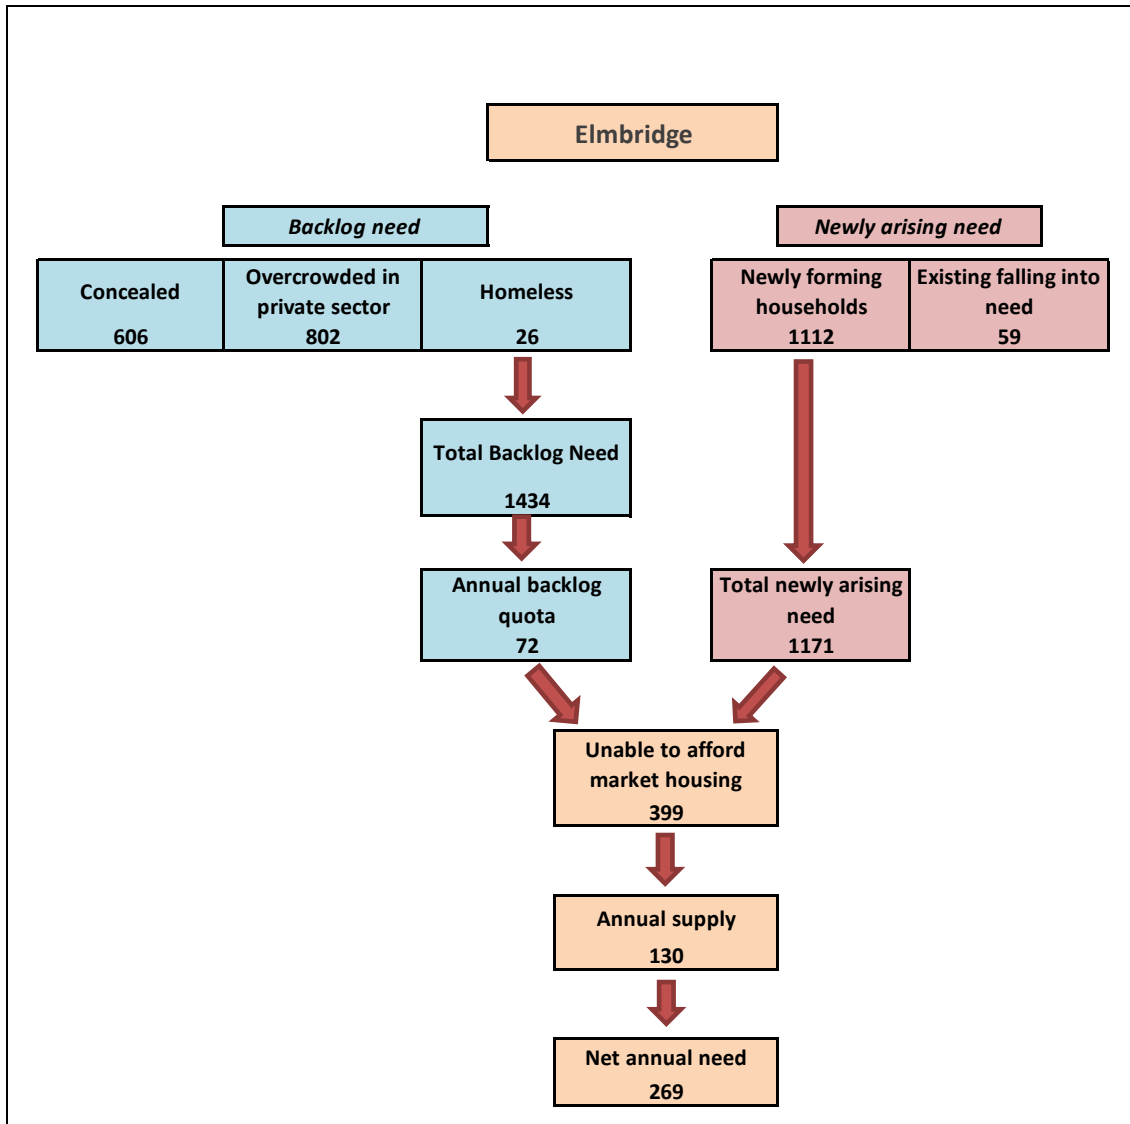 Elmbridge
Backlog need
Newly arising need
Concealed
606
Overcrowded in
private sector
802
Homeless
26
Newly forming
households
1112
Existing falling into
need
59
Total Backlog Need
1434
Annual backlog
quota
72
Total newly arising
need
1171
Unable to afford
market housing
399
Annual supply
130
Net annual need
269